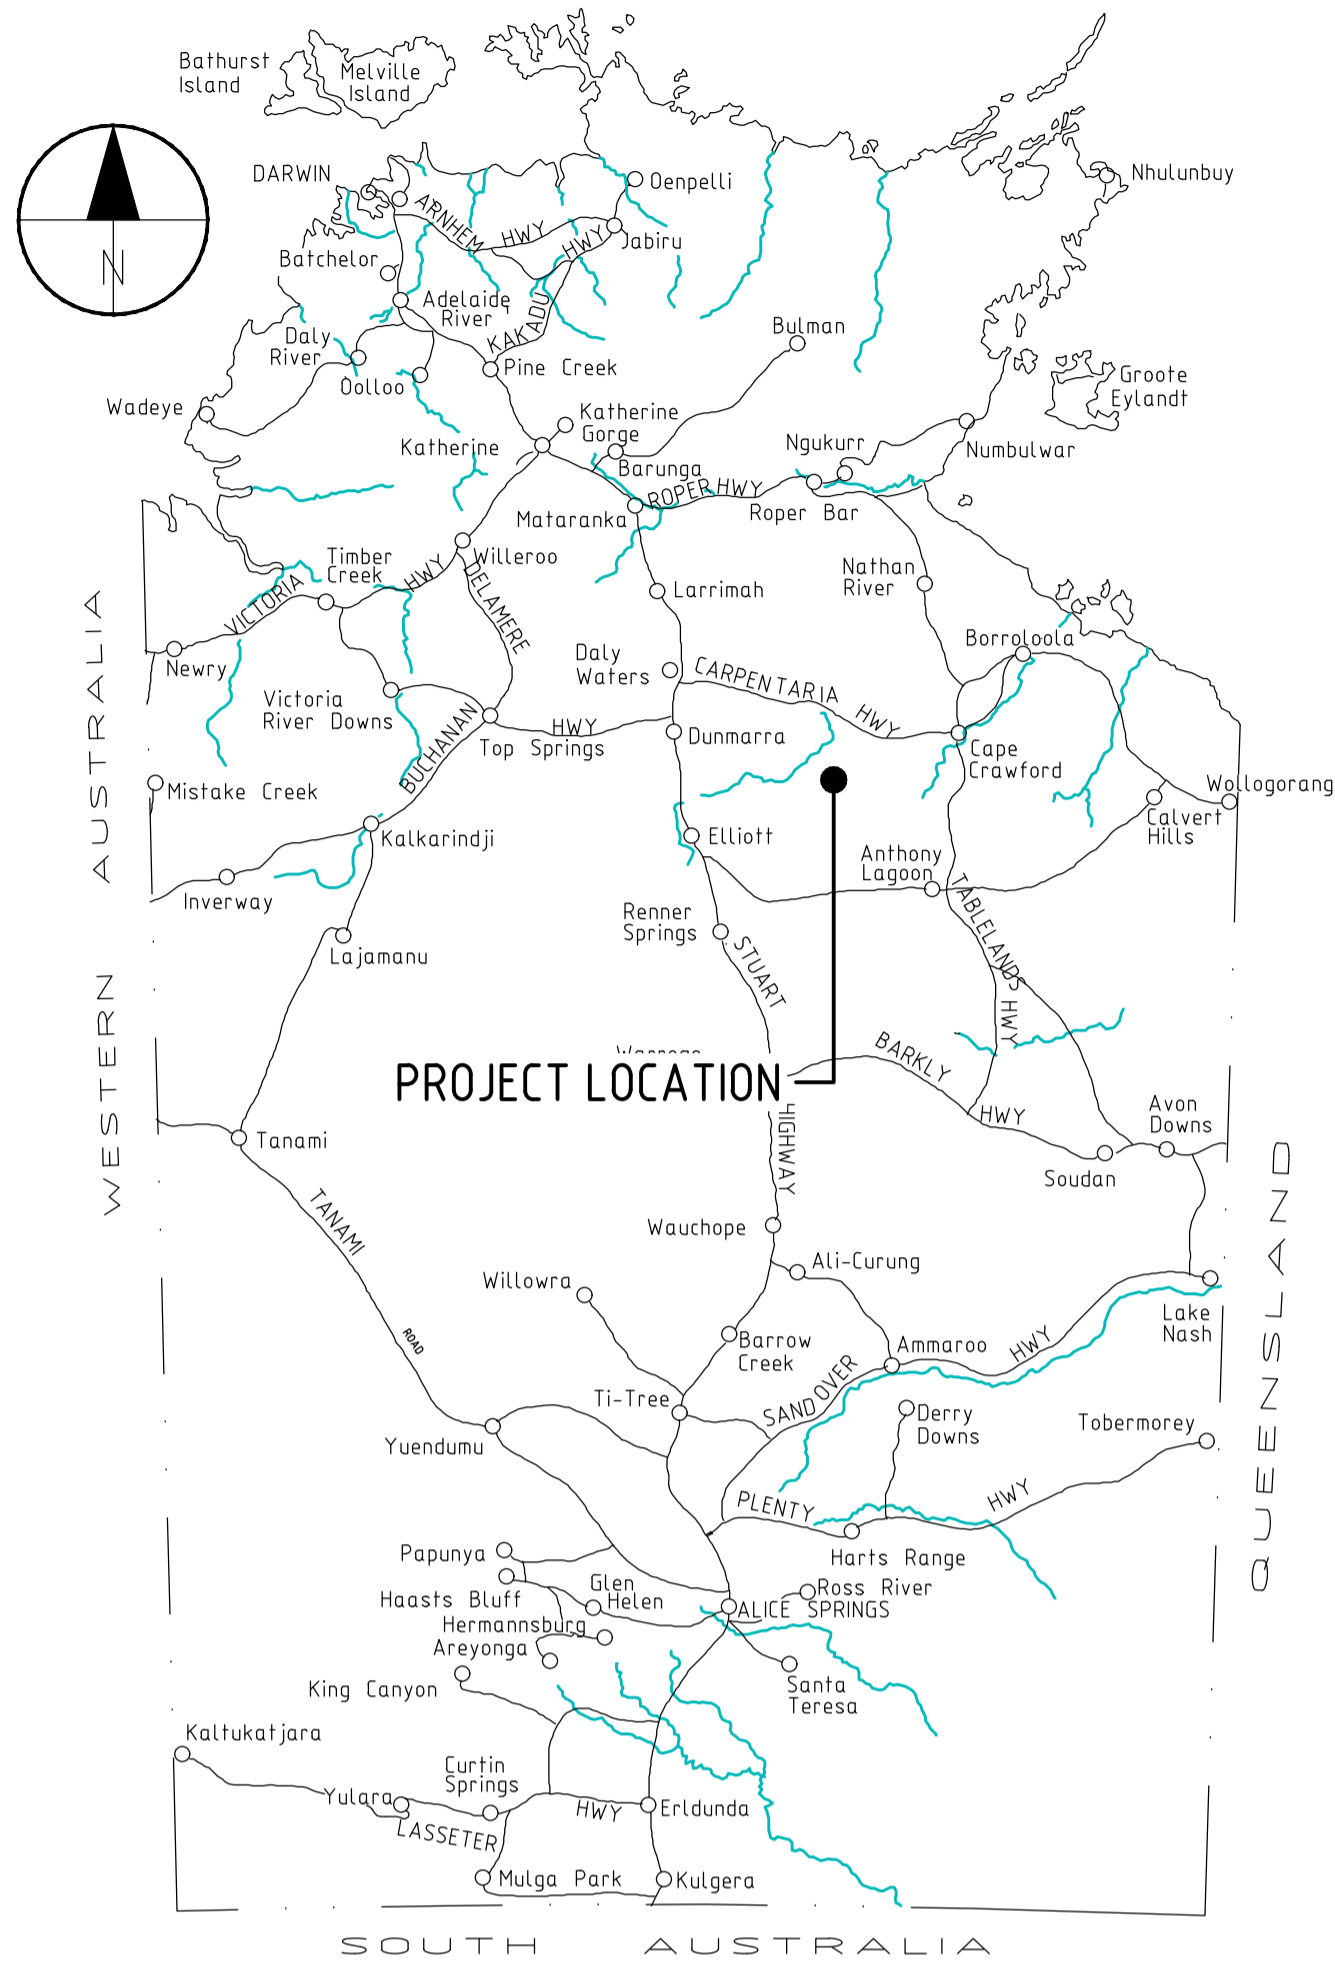 Bathurst
Island
Melville
Island
DARWIN
Oenpelli
Nhulunbuy
ARNHEM
HWY
HWY
Jabiru
Batchelor
Adelaide
River
KAKADU
Daly
River
Bulman
Pine Creek
Oolloo
Groote
Eylandt
Wadeye
Katherine
Gorge
Katherine
Ngukurr
Numbulwar
Barunga
ROPER HWY
Roper Bar
Mataranka
Timber
Creek
HWY
Willeroo
Nathan
River
Larrimah
VICTORIA
DELAMERE
Borroloola
Newry
Daly
Waters
CARPENTARIA
HWY
Victoria
River Downs
BUCHANAN
HWY
Top Springs
Dunmarra
Cape
Crawford
Mistake Creek
Wollogorang
Calvert
Hills
Kalkarindji
Elliott
Anthony
Lagoon
Inverway
TABLELANDS
HWY
Renner
Springs
STUART
Lajamanu
WESTERN AUSTRALIA
BARKLY
HWY
PROJECT LOCATION
HIGHWAY
Avon
Downs
Tanami
Soudan
TANAMI
ROAD
Wauchope
Ali-Curung
Willowra
QUEENSLAND
Lake
Nash
Barrow
Creek
Ammaroo
HWY
SANDOVER
Ti-Tree
Derry
Downs
Tobermorey
Yuendumu
PLENTY
HWY
Harts Range
Papunya
Haasts Bluff
Glen
Helen
Ross River
ALICE SPRINGS
Hermannsburg
Areyonga
King Canyon
Santa
Teresa
Kaltukatjara
Curtin
Springs
Yulara
LASSETER
HWY
Erldunda
Mulga Park
Kulgera
SOUTH AUSTRALIA
N